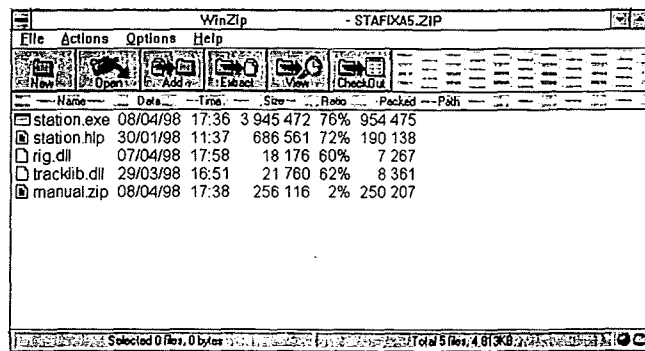 WinZip - STAFIXA5.ZIP
File Actions Options Help
New Open Add Extract View CheckOut
Name Date Time Size Ratio Packed Path
station.exe 08/04/98 17:36 3 945 472 76% 954 475
station.hlp 30/01/98 11:37 686 561 72% 190 138
rig.dll 07/04/98 17:58 18 176 60% 7 267
tracklib.dll 29/03/98 16:51 21 760 62% 8 361
manual.zip 08/04/98 17:38 256 116 2% 250 207
Selected 0 files, 0 bytes Total 5 files, 4.813KB